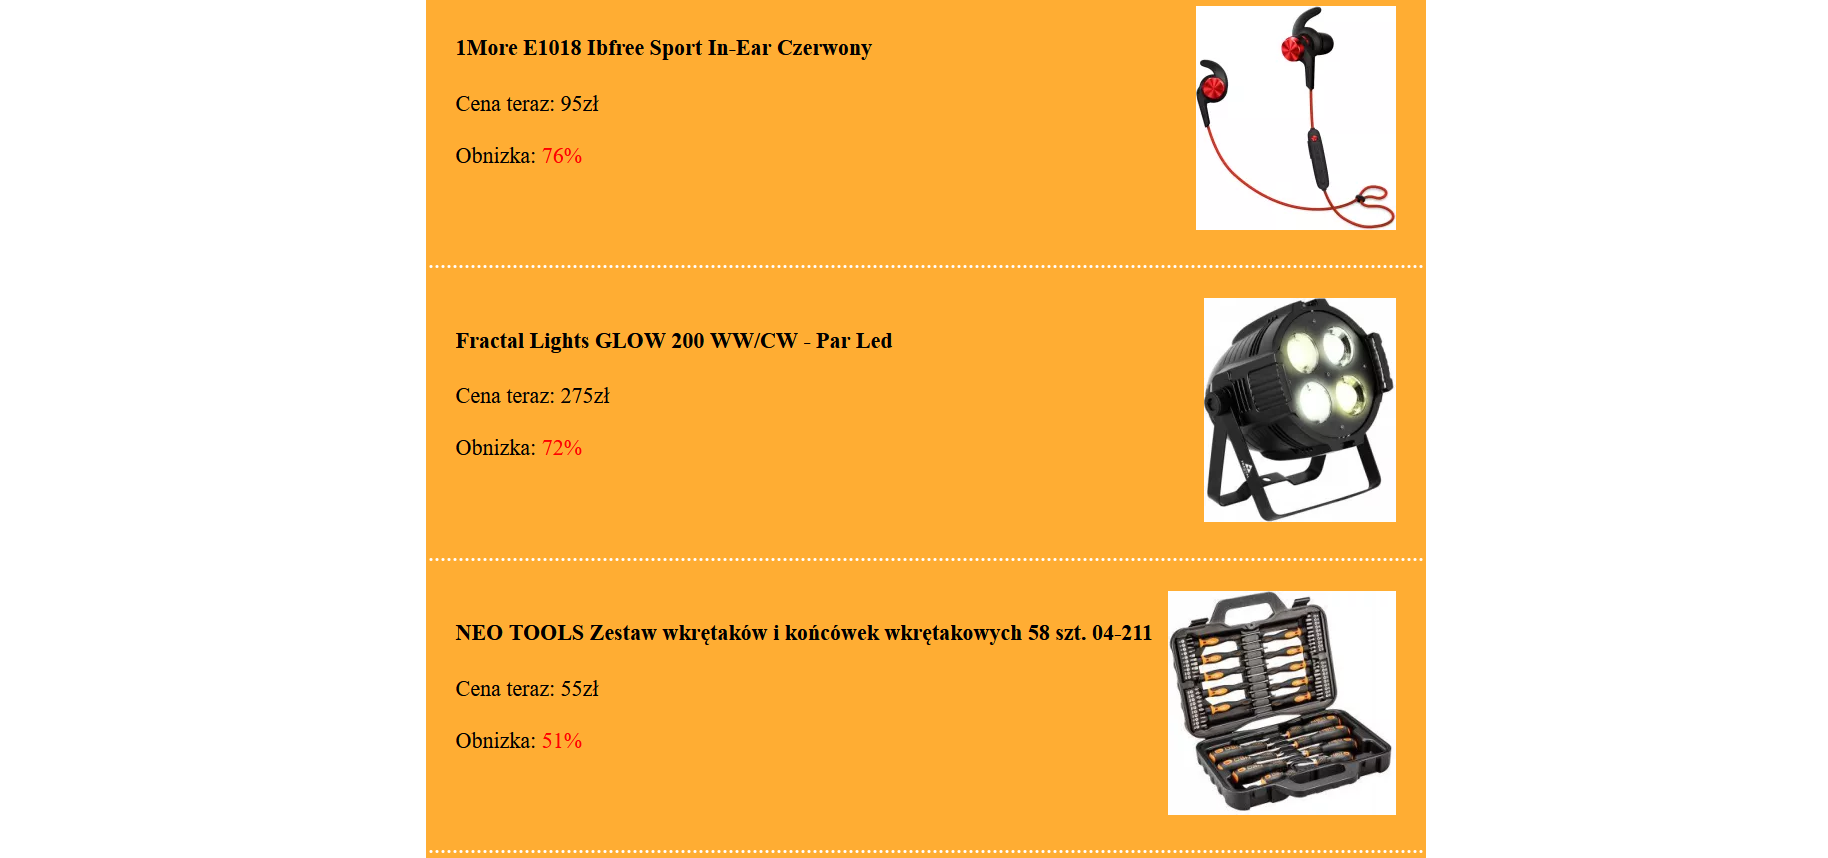 1More E1018 Ibfree Sport In-Ear Czerwony
Cena teraz: 95zł
Obnizka: 76%
Fractal Lights GLOW 200 WW/CW - Par Led
Cena teraz: 275zł
Obnizka: 72%
NEO TOOLS Zestaw wkrętaków i końcówek wkrętakowych 58 szt. 04-211
Cena teraz: 55zł
Obnizka: 51%